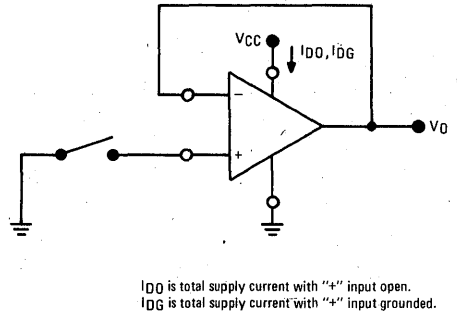 VCC
IDO, IDG
−
+
VO
IDO is total supply current with "+" input open.
IDG is total supply current with "+" input grounded.